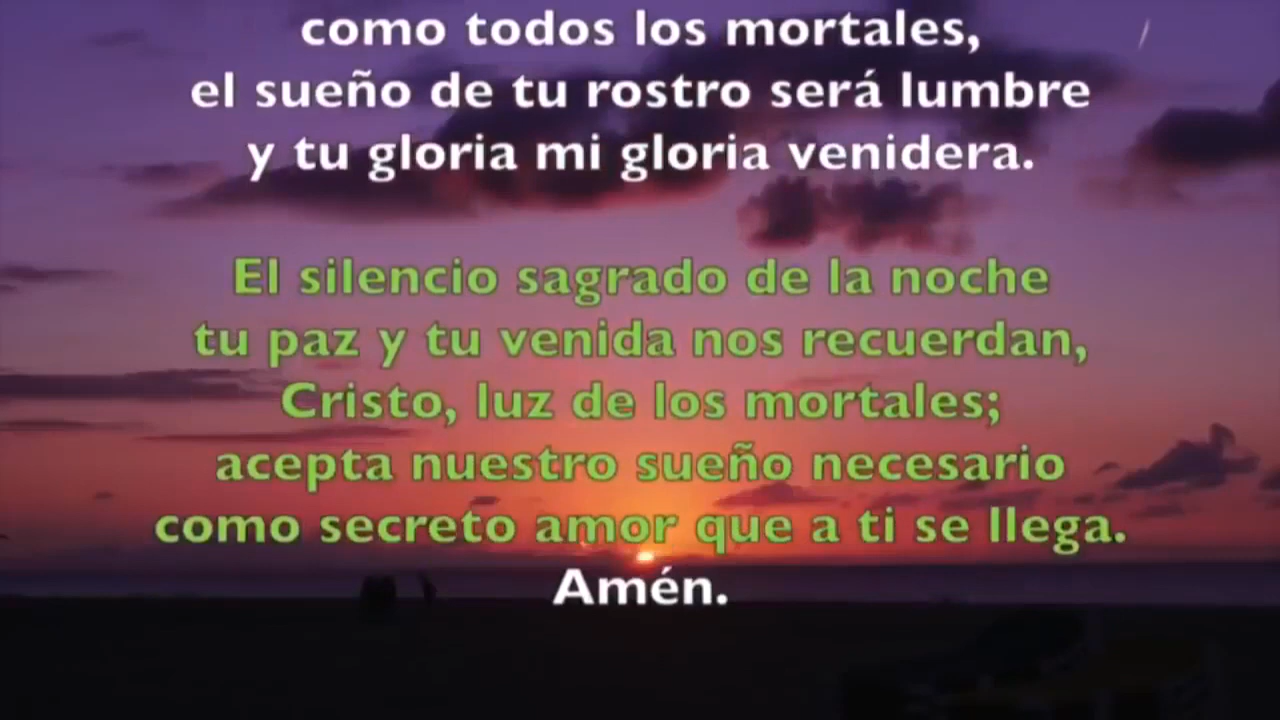 como todos los mortales,
el sueño de tu rostro será lumbre
y tu gloria mi gloria venidera.
El silencio sagrado de la noche
tu paz y tu venida nos recuerdan,
Cristo, luz de los mortales;
acepta nuestro sueño necesario
como secreto amor que a ti se llega.
Amén.